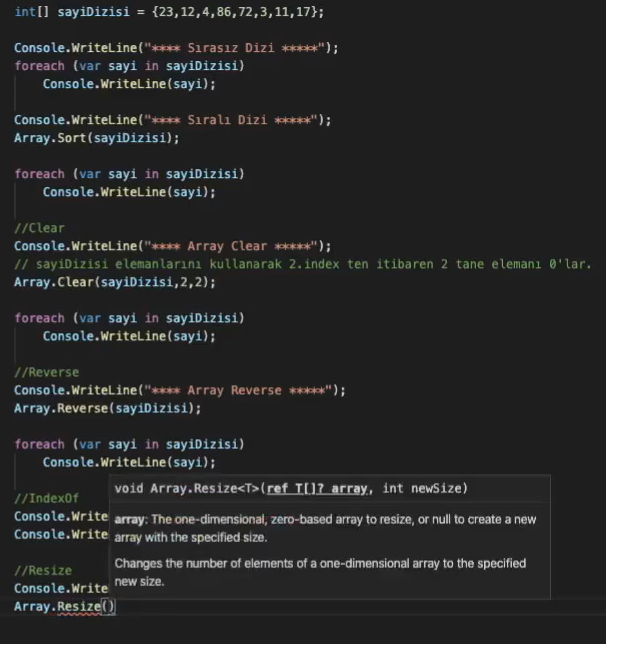 int[] sayiDizisi = {23,12,4,86,72,3,11,17};
Console.WriteLine("**** Sırasız Dizi *****");
foreach (var sayi in sayiDizisi)
Console.WriteLine(sayi);
Console.WriteLine("**** Sıralı Dizi *****");
Array.Sort(sayiDizisi);
foreach (var sayi in sayiDizisi)
Console.WriteLine(sayi);
//Clear
Console.WriteLine("**** Array Clear *****");
// sayiDizisi elemanlarını kullanarak 2.index ten itibaren 2 tane elemanı 0'lar.
Array.Clear(sayiDizisi,2,2);
foreach (var sayi in sayiDizisi)
Console.WriteLine(sayi);
//Reverse
Console.WriteLine("**** Array Reverse *****");
Array.Reverse(sayiDizisi);
foreach (var sayi in sayiDizisi)
Console.WriteLine(sayi);
void Array.Resize<T>(ref T[]? array, int newSize)
array: The one-dimensional, zero-based array to resize, or null to create a new
array with the specified size.
Changes the number of elements of a one-dimensional array to the specified
new size.
//IndexOf
Console.Write
Console.Write
//Resize
Console.Write
Array.Resize()